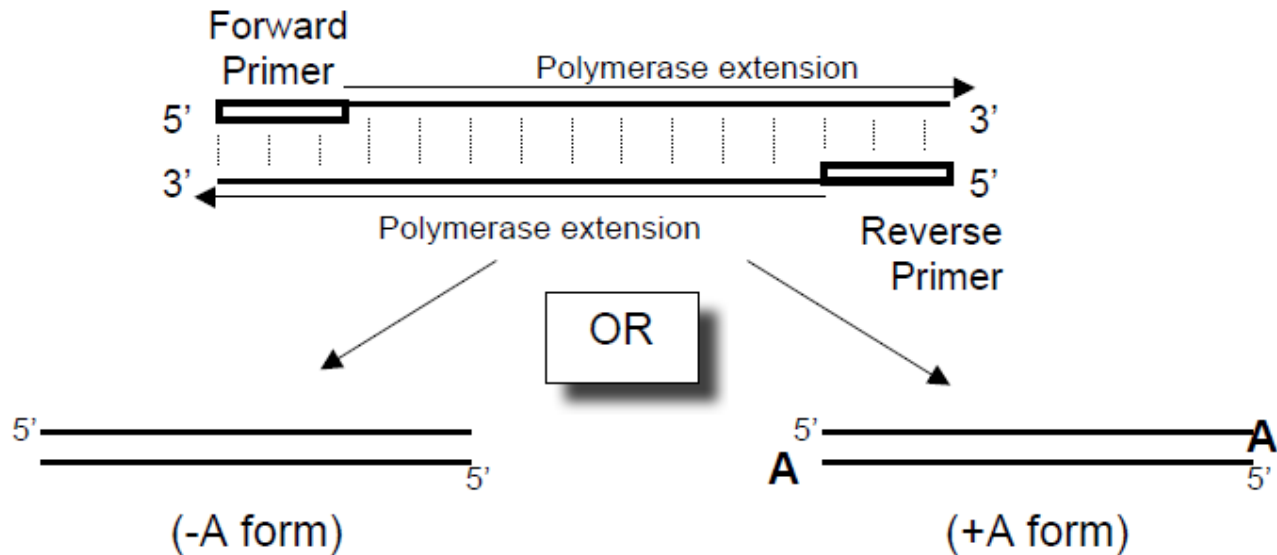 Forward
Primer
Polymerase extension
5’ 3’
3’ 5’
Polymerase extension
Reverse
Primer
OR
5’
5’
(-A form)
5’ A
A 5’
(+A form)